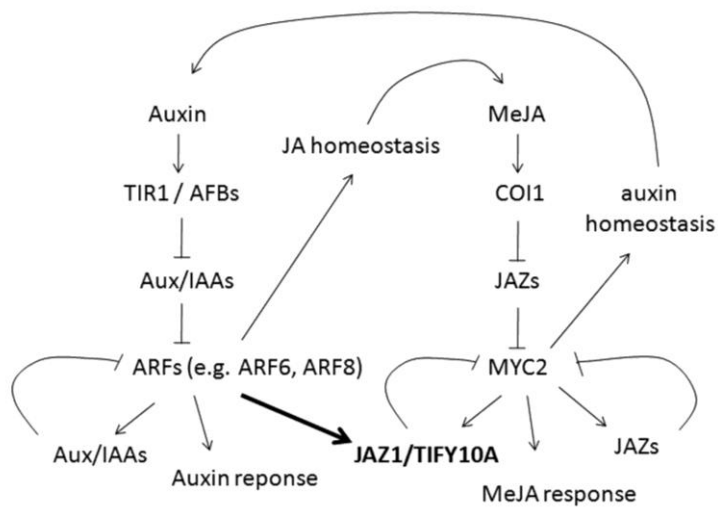 Auxin
MeJA
JA homeostasis
TIR1 / AFBs
COI1
auxin
homeostasis
Aux/IAAs
JAZs
ARFs (e.g. ARF6, ARF8)
MYC2
Aux/IAAs
Auxin reponse
JAZ1/TIFY10A
JAZs
MeJA response